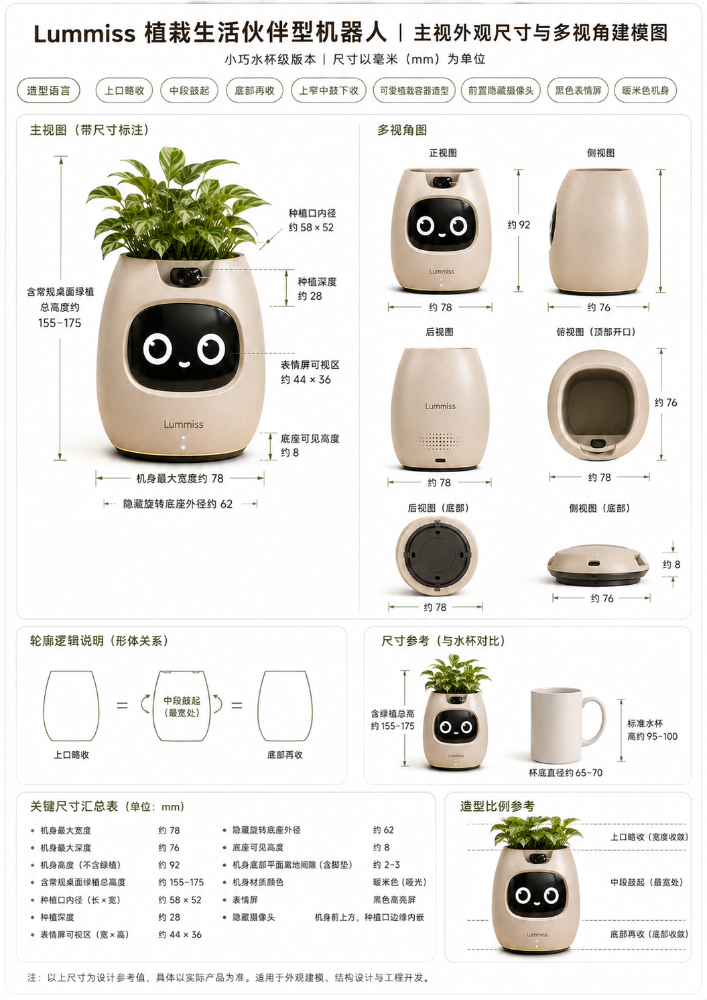 Lummiss 植栽生活伙伴型机器人｜主视外观尺寸与多视角建模图
小巧水杯级版本｜尺寸以毫米（mm）为单位
造型语言
上口略收
中段鼓起
底部再收
上窄中鼓下收
可爱植栽容器造型
前置隐藏摄像头
黑色表情屏
暖米色机身
主视图（带尺寸标注）
种植口内径
约 58 × 52
种植深度
约 28
含常规桌面绿植
总高度约
155–175
表情屏可视区
约 44 × 36
Lummiss
底座可见高度
约 8
机身最大宽度约 78
隐藏旋转底座外径约 62
多视角图
正视图
侧视图
约 92
Lummiss
约 78
约 76
后视图
俯视图（顶部开口）
Lummiss
约 76
约 78
约 78
后视图（底部）
侧视图（底部）
约 8
约 78
约 76
轮廓逻辑说明（形体关系）
=
中段鼓起
（最宽处）
=
上口略收
底部再收
尺寸参考（与水杯对比）
含绿植总高
约 155–175
Lummiss
标准水杯
高约 95–100
杯底直径约 65–70
关键尺寸汇总表（单位：mm）
• 机身最大宽度 约 78
• 机身最大深度 约 76
• 机身高度（不含绿植） 约 92
• 含常规桌面绿植总高度 约 155–175
• 种植口内径（长 × 宽） 约 58 × 52
• 种植深度 约 28
• 表情屏可视区（宽 × 高） 约 44 × 36
• 隐藏旋转底座外径 约 62
• 底座可见高度 约 8
• 机身底部平面离地间隙（含脚垫） 约 2–3
• 机身材质颜色 暖米色（哑光）
• 表情屏 黑色高亮屏
• 隐藏摄像头 机身前上方，种植口边缘内嵌
造型比例参考
上口略收（宽度收敛）
中段鼓起（最宽处）
底部再收（底部收敛）
Lummiss
注：以上尺寸为设计参考值，具体以实际产品为准。适用于外观建模、结构设计与工程开发。